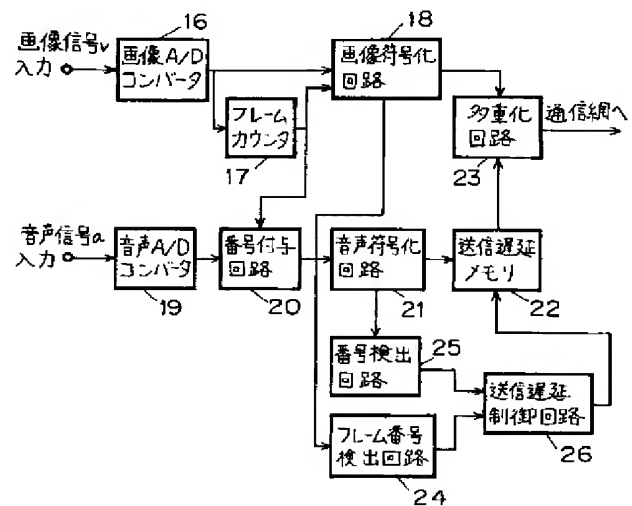 16
画像信号v
入力
画像A/D
コンバータ
18
画像符号化
回路
フレーム
カウンタ
17
多重化
回路
23
通信網へ
音声信号a
入力
音声A/D
コンバータ
19
番号付与
回路
20
音声符号化
回路
21
送信遅延
メモリ
22
番号検出
回路
25
送信遅延
制御回路
26
フレーム番号
検出回路
24